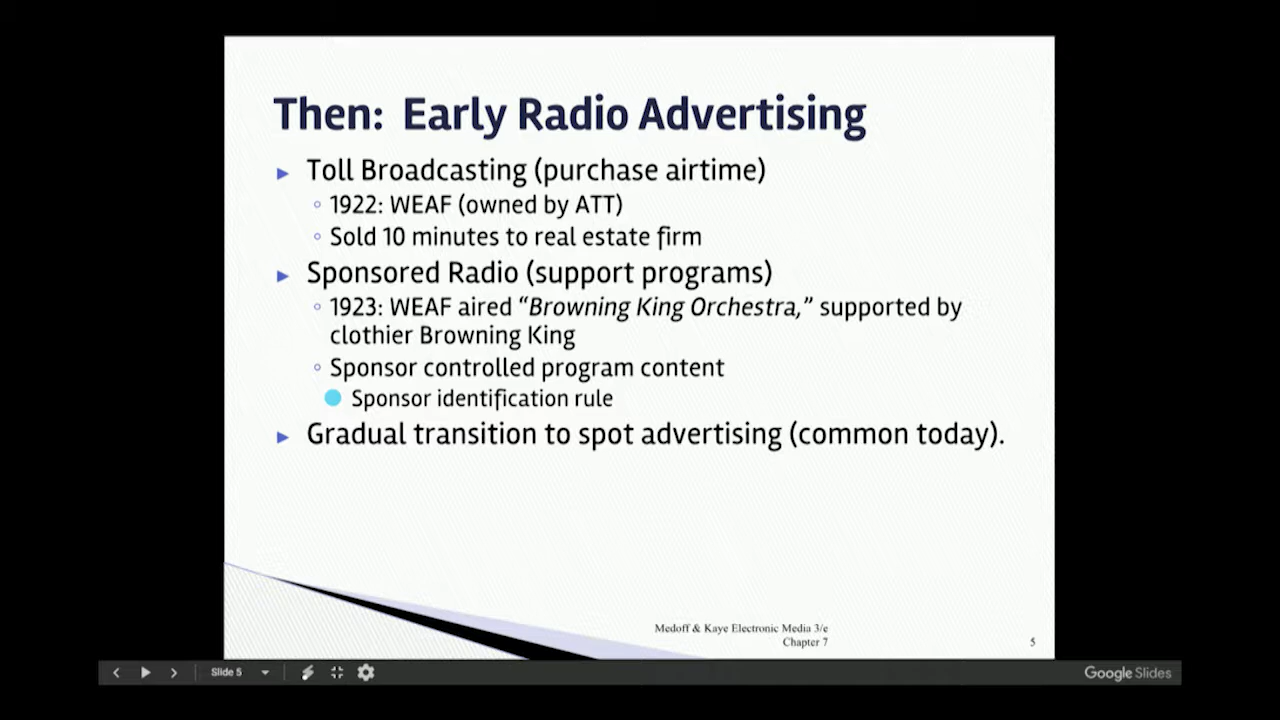 Then: Early Radio Advertising
Toll Broadcasting (purchase airtime)
1922: WEAF (owned by ATT)
Sold 10 minutes to real estate firm
Sponsored Radio (support programs)
1923: WEAF aired “Browning King Orchestra,” supported by
clothier Browning King
Sponsor controlled program content
Sponsor identification rule
Gradual transition to spot advertising (common today).
Medoff & Kaye Electronic Media 3/e
Chapter 7
5
Slide 5
Google Slides